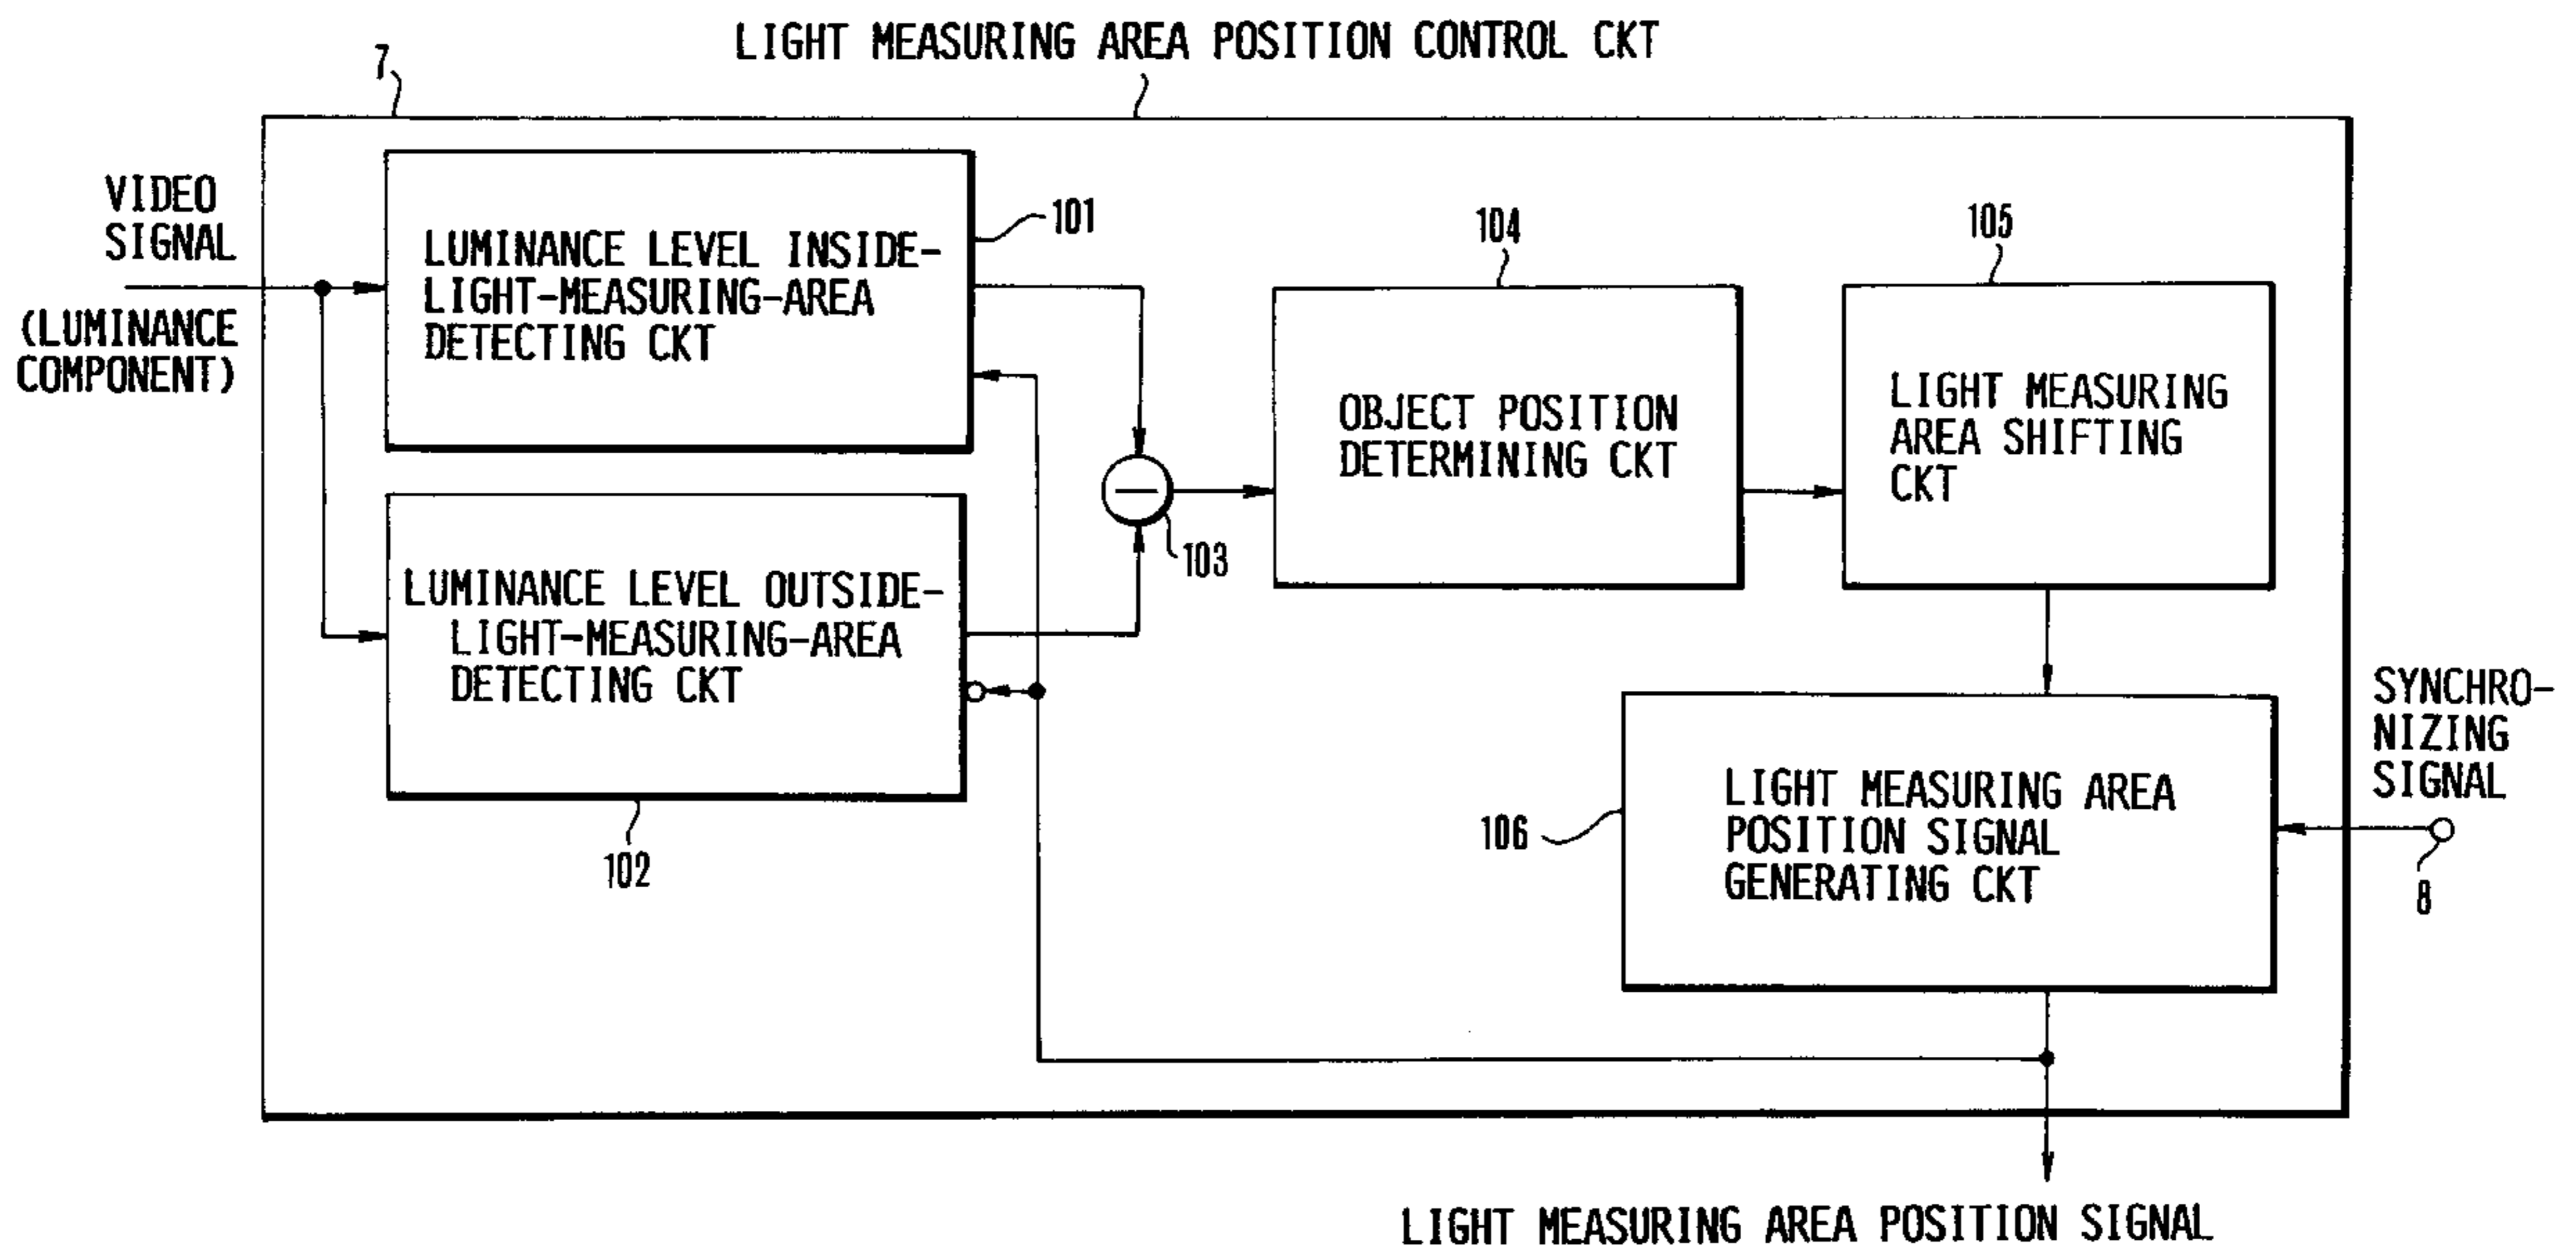 LIGHT MEASURING AREA POSITION CONTROL CKT
7
VIDEO
SIGNAL
(LUMINANCE
COMPONENT)
LUMINANCE LEVEL INSIDE-
LIGHT-MEASURING-AREA
DETECTING CKT
101
LUMINANCE LEVEL OUTSIDE-
LIGHT-MEASURING-AREA
DETECTING CKT
102
103
104
OBJECT POSITION
DETERMINING CKT
105
LIGHT MEASURING
AREA SHIFTING
CKT
106
LIGHT MEASURING AREA
POSITION SIGNAL
GENERATING CKT
SYNCHRO-
NIZING
SIGNAL
8
LIGHT MEASURING AREA POSITION SIGNAL